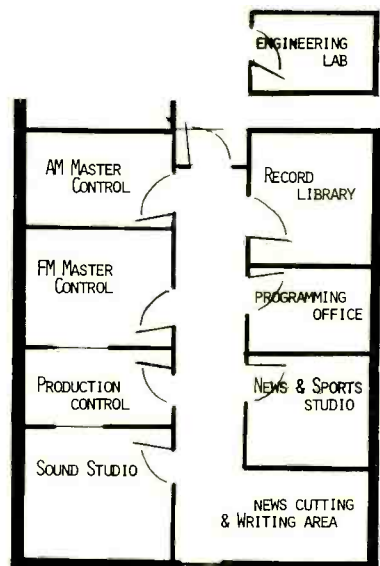 ENGINEERING
LAB
AM MASTER
CONTROL
RECORD
LIBRARY
FM MASTER
CONTROL
PROGRAMMING
OFFICE
PRODUCTION
CONTROL
NEWS & SPORTS
STUDIO
SOUND STUDIO
NEWS CUTTING
& WRITING AREA